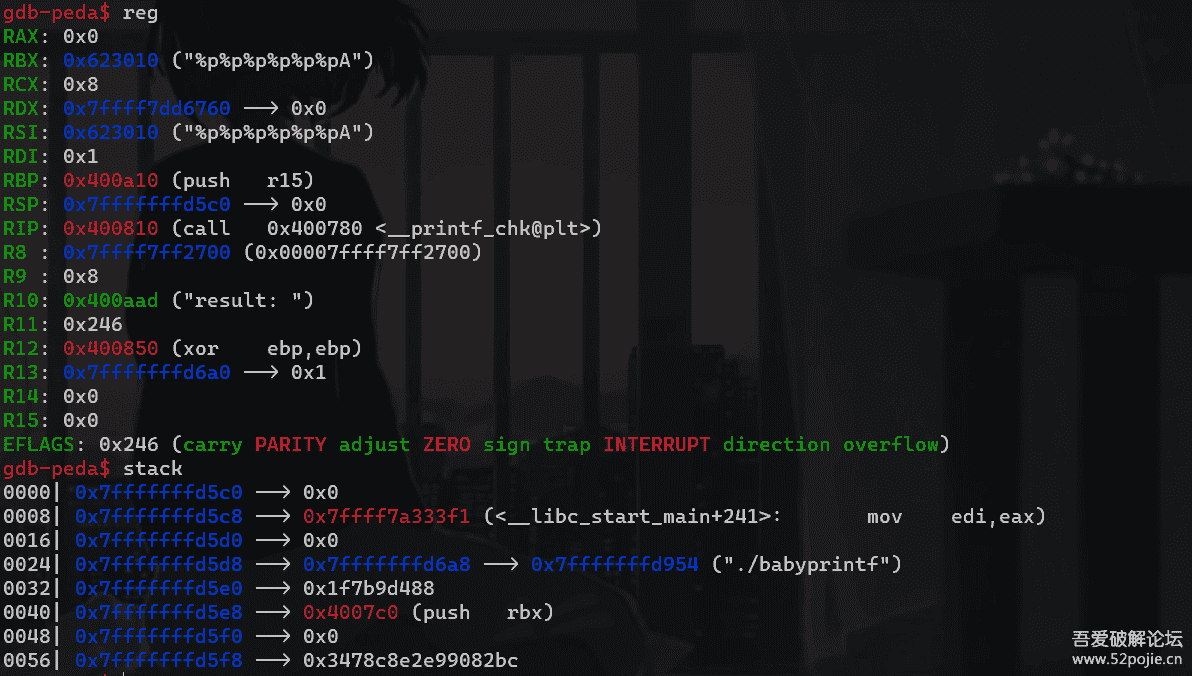 gdb-peda$ reg
RAX: 0x0
RBX: 0x623010 ("%p%p%p%p%p%pA")
RCX: 0x8
RDX: 0x7ffff7dd6760 --> 0x0
RSI: 0x623010 ("%p%p%p%p%p%pA")
RDI: 0x1
RBP: 0x400a10 (push   r15)
RSP: 0x7fffffffd5c0 --> 0x0
RIP: 0x400810 (call   0x400780 <__printf_chk@plt>)
R8 : 0x7ffff7ff2700 (0x00007ffff7ff2700)
R9 : 0x8
R10: 0x400aad ("result: ")
R11: 0x246
R12: 0x400850 (xor    ebp,ebp)
R13: 0x7fffffffd6a0 --> 0x1
R14: 0x0
R15: 0x0
EFLAGS: 0x246 (carry PARITY adjust ZERO sign trap INTERRUPT direction overflow)
gdb-peda$ stack
0000| 0x7fffffffd5c0 --> 0x0
0008| 0x7fffffffd5c8 --> 0x7ffff7a333f1 (<__libc_start_main+241>:       mov    edi,eax)
0016| 0x7fffffffd5d0 --> 0x0
0024| 0x7fffffffd5d8 --> 0x7fffffffd6a8 --> 0x7fffffffd954 ("./babyprintf")
0032| 0x7fffffffd5e0 --> 0x1f7b9d488
0040| 0x7fffffffd5e8 --> 0x4007c0 (push   rbx)
0048| 0x7fffffffd5f0 --> 0x0
0056| 0x7fffffffd5f8 --> 0x3478c8e2e99082bc
吾爱破解论坛
www.52pojie.cn